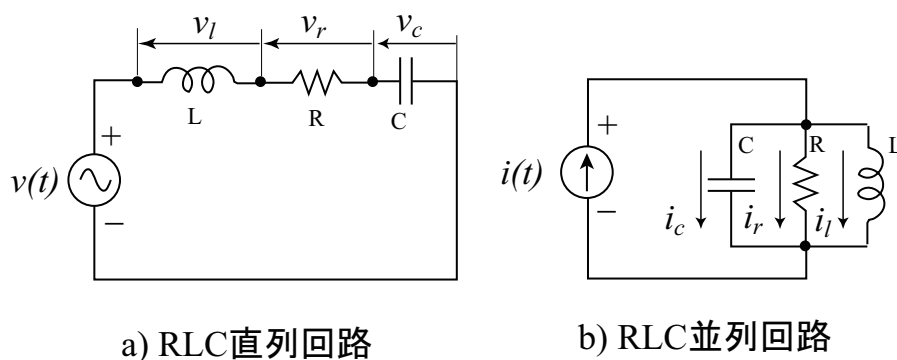 v_l v_r v_c
L R C
+
v(t)
−
a) RLC直列回路
+
i(t)
−
C R L
i_c i_r i_l
b) RLC並列回路